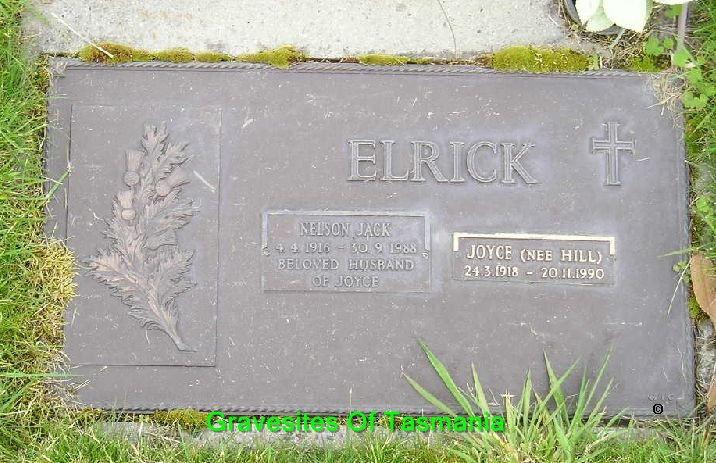 ELRICK
NELSON JACK
4.4.1916 - 30.9.1988
BELOVED HUSBAND
OF JOYCE
JOYCE (NEE HILL)
24.3.1918 - 20.11.1990
Gravesites Of Tasmania
©